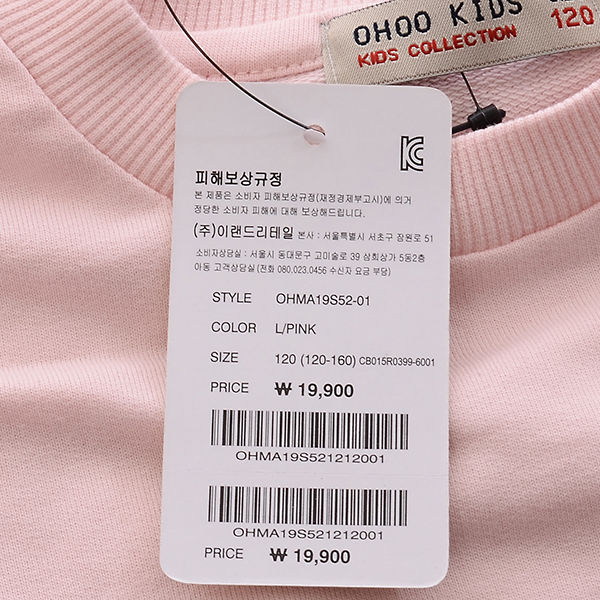 OHOO KIDS
KIDS COLLECTION 120
피해보상규정
본 제품은 소비자 피해보상규정(재정경제부고시)에 의거
정당한 소비자 피해에 대해 보상해드립니다.
(주)이랜드리테일 본사 : 서울특별시 서초구 잠원로 51
소비자상담실 : 서울시 동대문구 고미술로 39 삼희상가 5동2층
아동 고객상담실 (전화 080.023.0456 수신자 요금 부담)
STYLE OHMA19S52-01
COLOR L/PINK
SIZE 120 (120-160) CB015R0399-6001
PRICE ₩ 19,900
OHMA19S521212001
OHMA19S521212001
PRICE ₩ 19,900